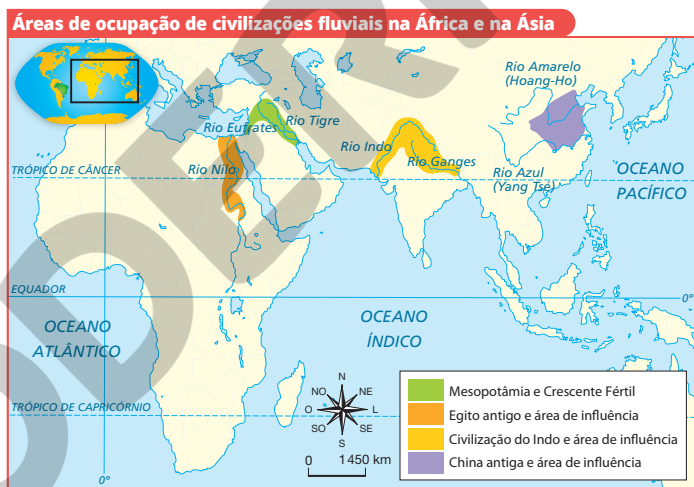 Áreas de ocupação de civilizações fluviais na África e na Ásia
Rio Amarelo
(Hoang-Ho)
Rio Tigre
Rio Eufrates
Rio Indo
Rio Nilo
Rio Ganges
TRÓPICO DE CÂNCER
Rio Azul
(Yang Tsé)
OCEANO
PACÍFICO
EQUADOR
0°
OCEANO
ATLÂNTICO
OCEANO
ÍNDICO
TRÓPICO DE CAPRICÓRNIO
N
NO
NE
O
L
SO
SE
S
0 1450 km
0°
Mesopotâmia e Crescente Fértil
Egito antigo e área de influência
Civilização do Indo e área de influência
China antiga e área de influência